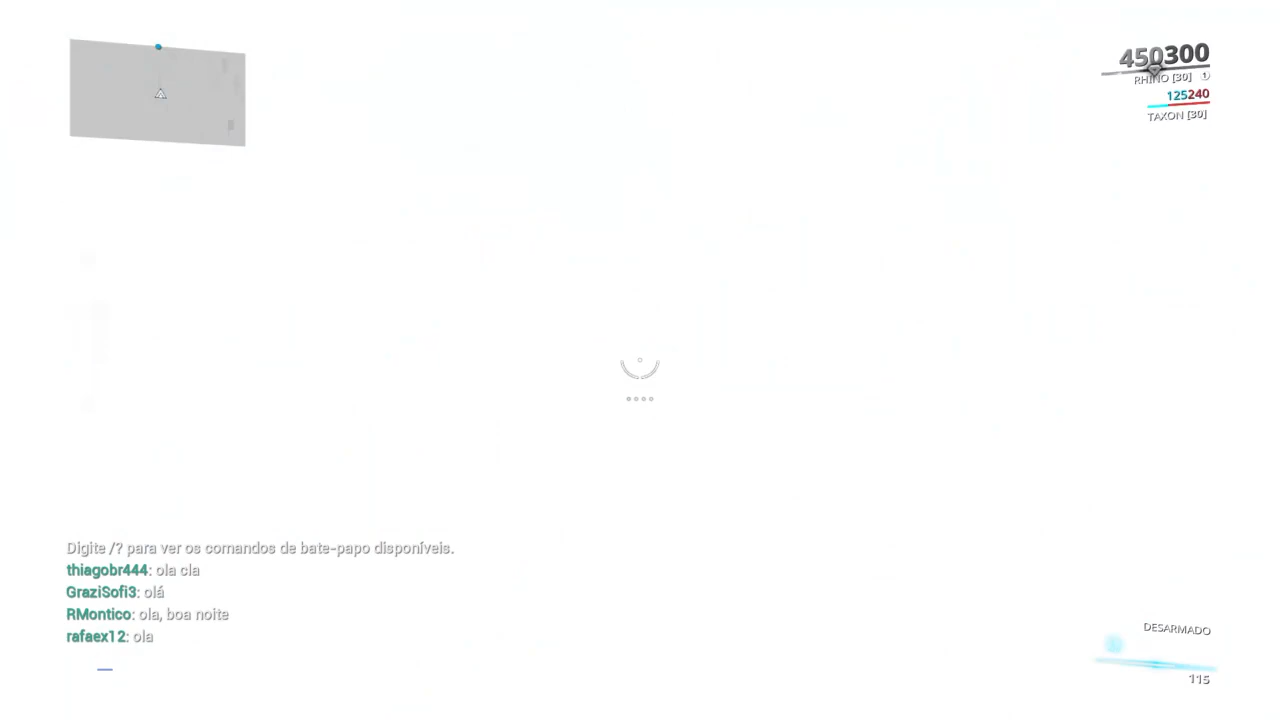 450300
RHINO [30]
125240
TAXON [30]
Digite /? para ver os comandos de bate-papo disponíveis.
thiagobr444: ola cla
GraziSofi3: olá
RMontico: ola, boa noite
rafaex12: ola
DESARMADO
115